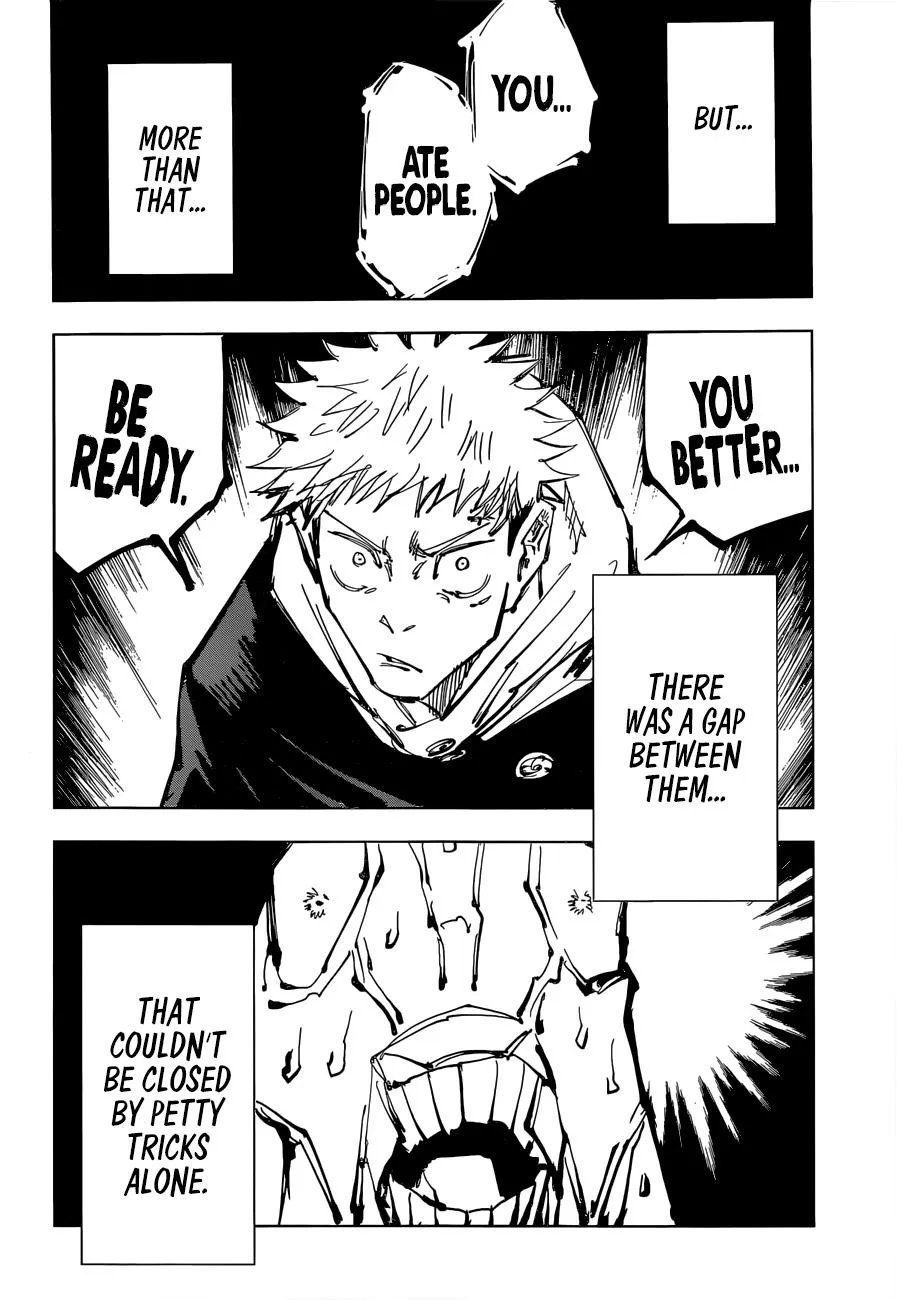 BUT...
YOU...
ATE
PEOPLE.
MORE
THAN
THAT...
YOU
BETTER...
BE
READY.
THERE
WAS A GAP
BETWEEN
THEM...
THAT
COULDN'T
BE CLOSED
BY PETTY
TRICKS
ALONE.